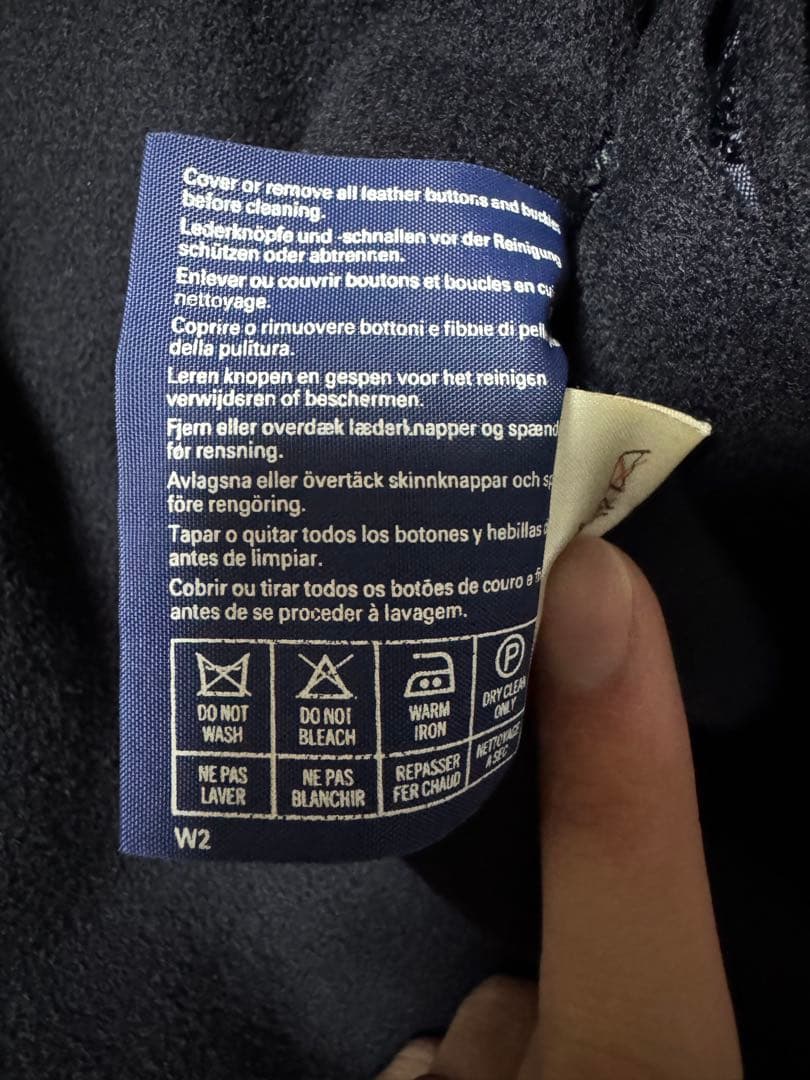 Cover or remove all leather buttons and buckles
before cleaning.
Lederknöpfe und -schnallen vor der Reinigung
schützen oder abtrennen.
Enlever ou couvrir boutons et boucles en
nettoyage.
Coprire o rimuovere bottoni e fibbie di
della pulitura.
Leren knopen en gespen voor het reinigen
verwijderen of beschermen.
Fjern eller overdæk læderknapper og
før rensning.
Avlagsna eller övertäck skinnknappar och
före rengöring.
Tapar o quitar todos los botones y hebillas
antes de limpiar.
Cobrir ou tirar todos os botões de couro e
antes de se proceder à lavagem.
P
DO NOT
WASH
DO NOT
BLEACH
WARM
IRON
DRY CLEAN
ONLY
NE PAS
LAVER
NE PAS
BLANCHIR
REPASSER
FER CHAUD
NETTOYAGE
A SEC
W2